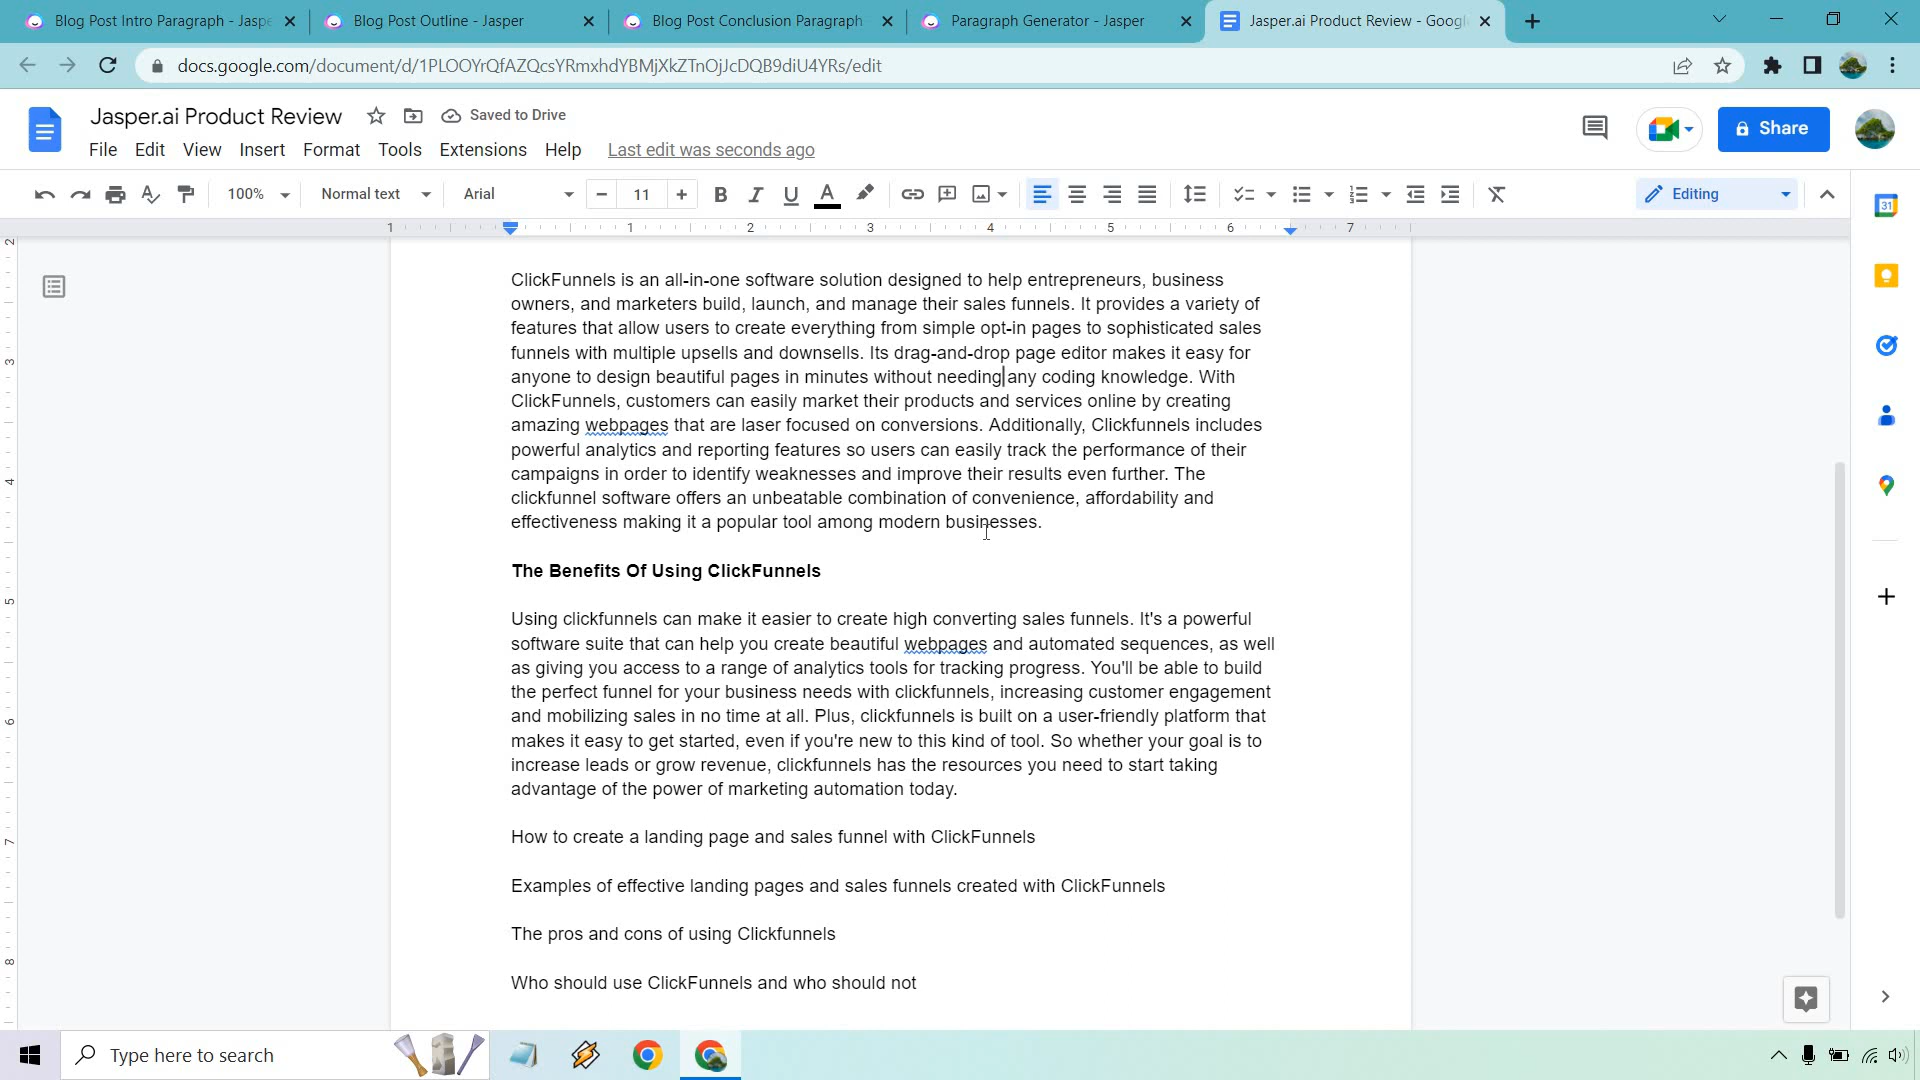 Blog Post Intro Paragraph - Jaspe
Blog Post Outline - Jasper
Blog Post Conclusion Paragraph
Paragraph Generator - Jasper
Jasper.ai Product Review - Googl
docs.google.com/document/d/1PLOOYrQfAZQcsYRmxhdYBMjXkZTnOjJcDQB9diU4YRs/edit
Jasper.ai Product Review
Saved to Drive
Share
File Edit View Insert Format Tools Extensions Help Last edit was seconds ago
100% Normal text Arial 11 Editing
1 1 2 3 4 5 6 7
ClickFunnels is an all-in-one software solution designed to help entrepreneurs, business
owners, and marketers build, launch, and manage their sales funnels. It provides a variety of
features that allow users to create everything from simple opt-in pages to sophisticated sales
funnels with multiple upsells and downsells. Its drag-and-drop page editor makes it easy for
anyone to design beautiful pages in minutes without needing any coding knowledge. With
ClickFunnels, customers can easily market their products and services online by creating
amazing webpages that are laser focused on conversions. Additionally, Clickfunnels includes
powerful analytics and reporting features so users can easily track the performance of their
campaigns in order to identify weaknesses and improve their results even further. The
clickfunnel software offers an unbeatable combination of convenience, affordability and
effectiveness making it a popular tool among modern businesses.
The Benefits Of Using ClickFunnels
Using clickfunnels can make it easier to create high converting sales funnels. It's a powerful
software suite that can help you create beautiful webpages and automated sequences, as well
as giving you access to a range of analytics tools for tracking progress. You'll be able to build
the perfect funnel for your business needs with clickfunnels, increasing customer engagement
and mobilizing sales in no time at all. Plus, clickfunnels is built on a user-friendly platform that
makes it easy to get started, even if you're new to this kind of tool. So whether your goal is to
increase leads or grow revenue, clickfunnels has the resources you need to start taking
advantage of the power of marketing automation today.
How to create a landing page and sales funnel with ClickFunnels
Examples of effective landing pages and sales funnels created with ClickFunnels
The pros and cons of using Clickfunnels
Who should use ClickFunnels and who should not
2
3
4
5
6
7
8
31
Type here to search